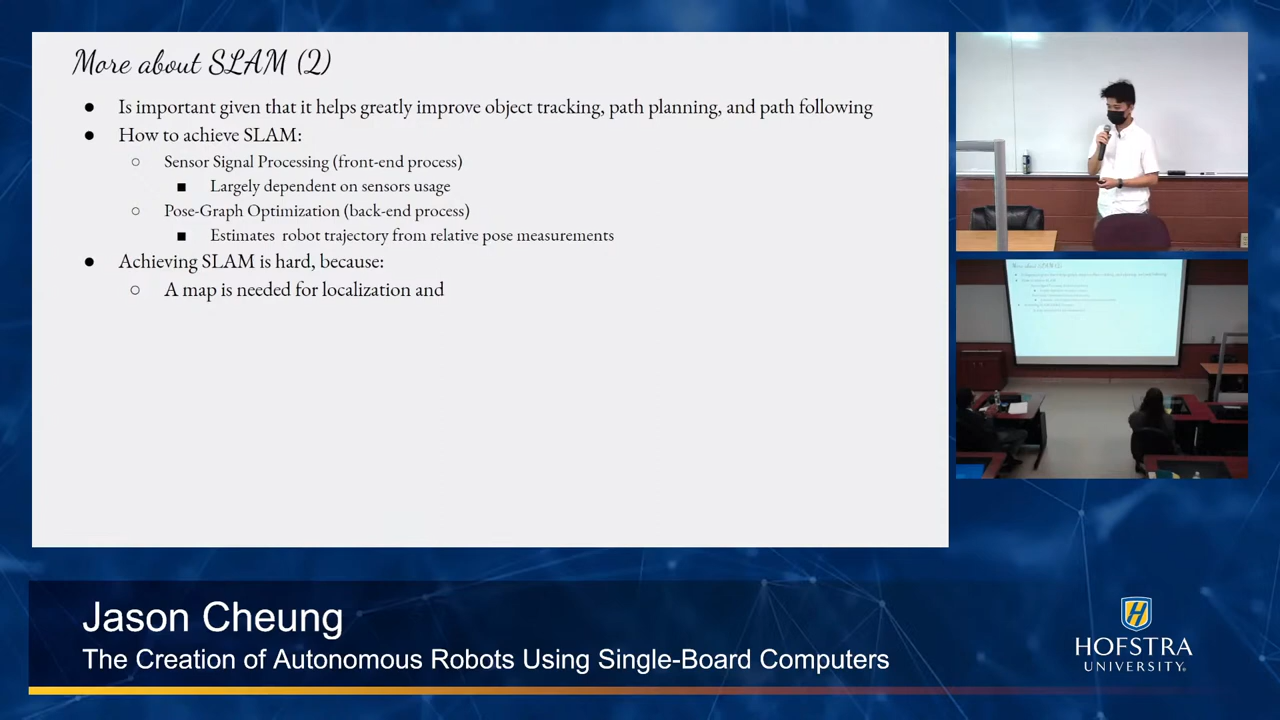 More about SLAM (2)
● Is important given that it helps greatly improve object tracking, path planning, and path following
● How to achieve SLAM:
○ Sensor Signal Processing (front-end process)
■ Largely dependent on sensors usage
○ Pose-Graph Optimization (back-end process)
■ Estimates robot trajectory from relative pose measurements
● Achieving SLAM is hard, because:
○ A map is needed for localization and
Jason Cheung
The Creation of Autonomous Robots Using Single-Board Computers
HOFSTRA
UNIVERSITY